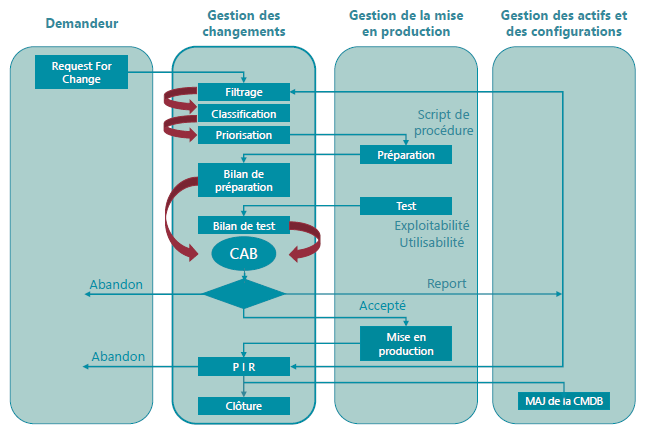 Demandeur
Gestion des
changements
Gestion de la mise
en production
Gestion des actifs et
des configurations
Request For
Change
Filtrage
Classification
Priorisation
Script de
procédure
Préparation
Bilan de
préparation
Test
Bilan de test
Exploitabilité
Utilisabilité
CAB
Abandon
Report
Accepté
Mise en
production
Abandon
P I R
Clôture
MAJ de la CMDB